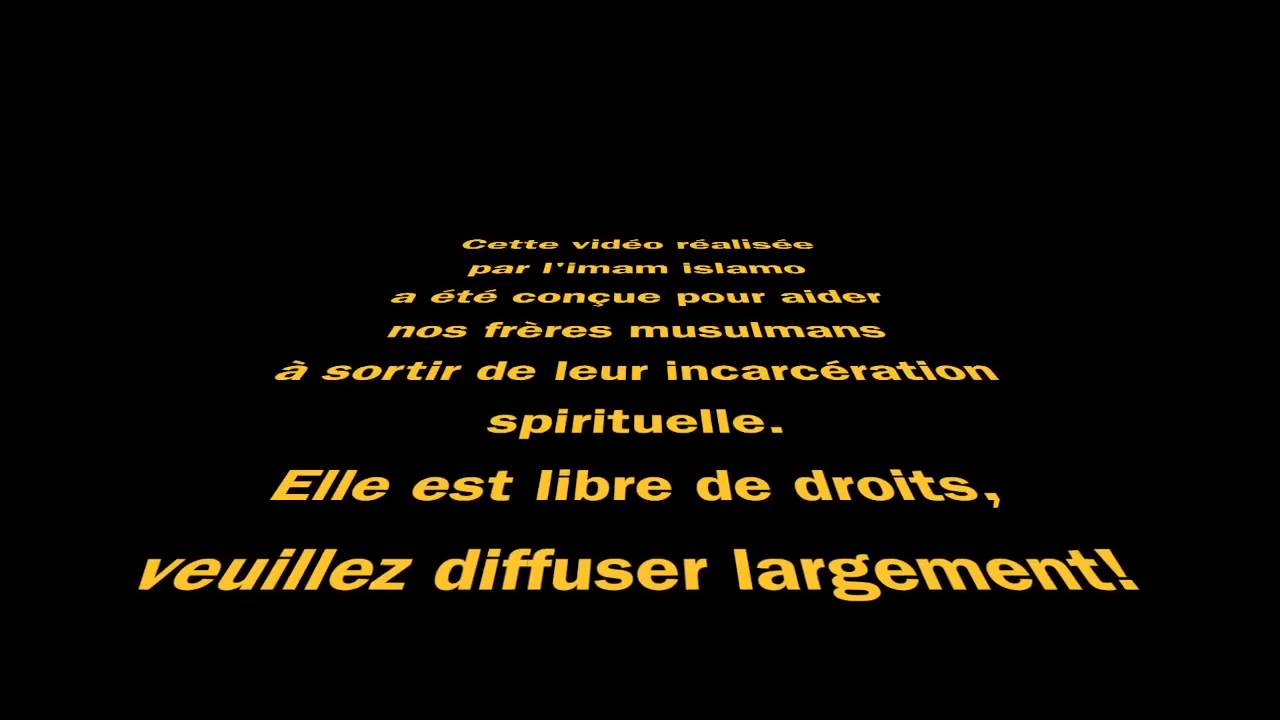 Cette vidéo réalisée
par l'imam islamo
a été conçue pour aider
nos frères musulmans
à sortir de leur incarcération
spirituelle.
Elle est libre de droits,
veuillez diffuser largement!